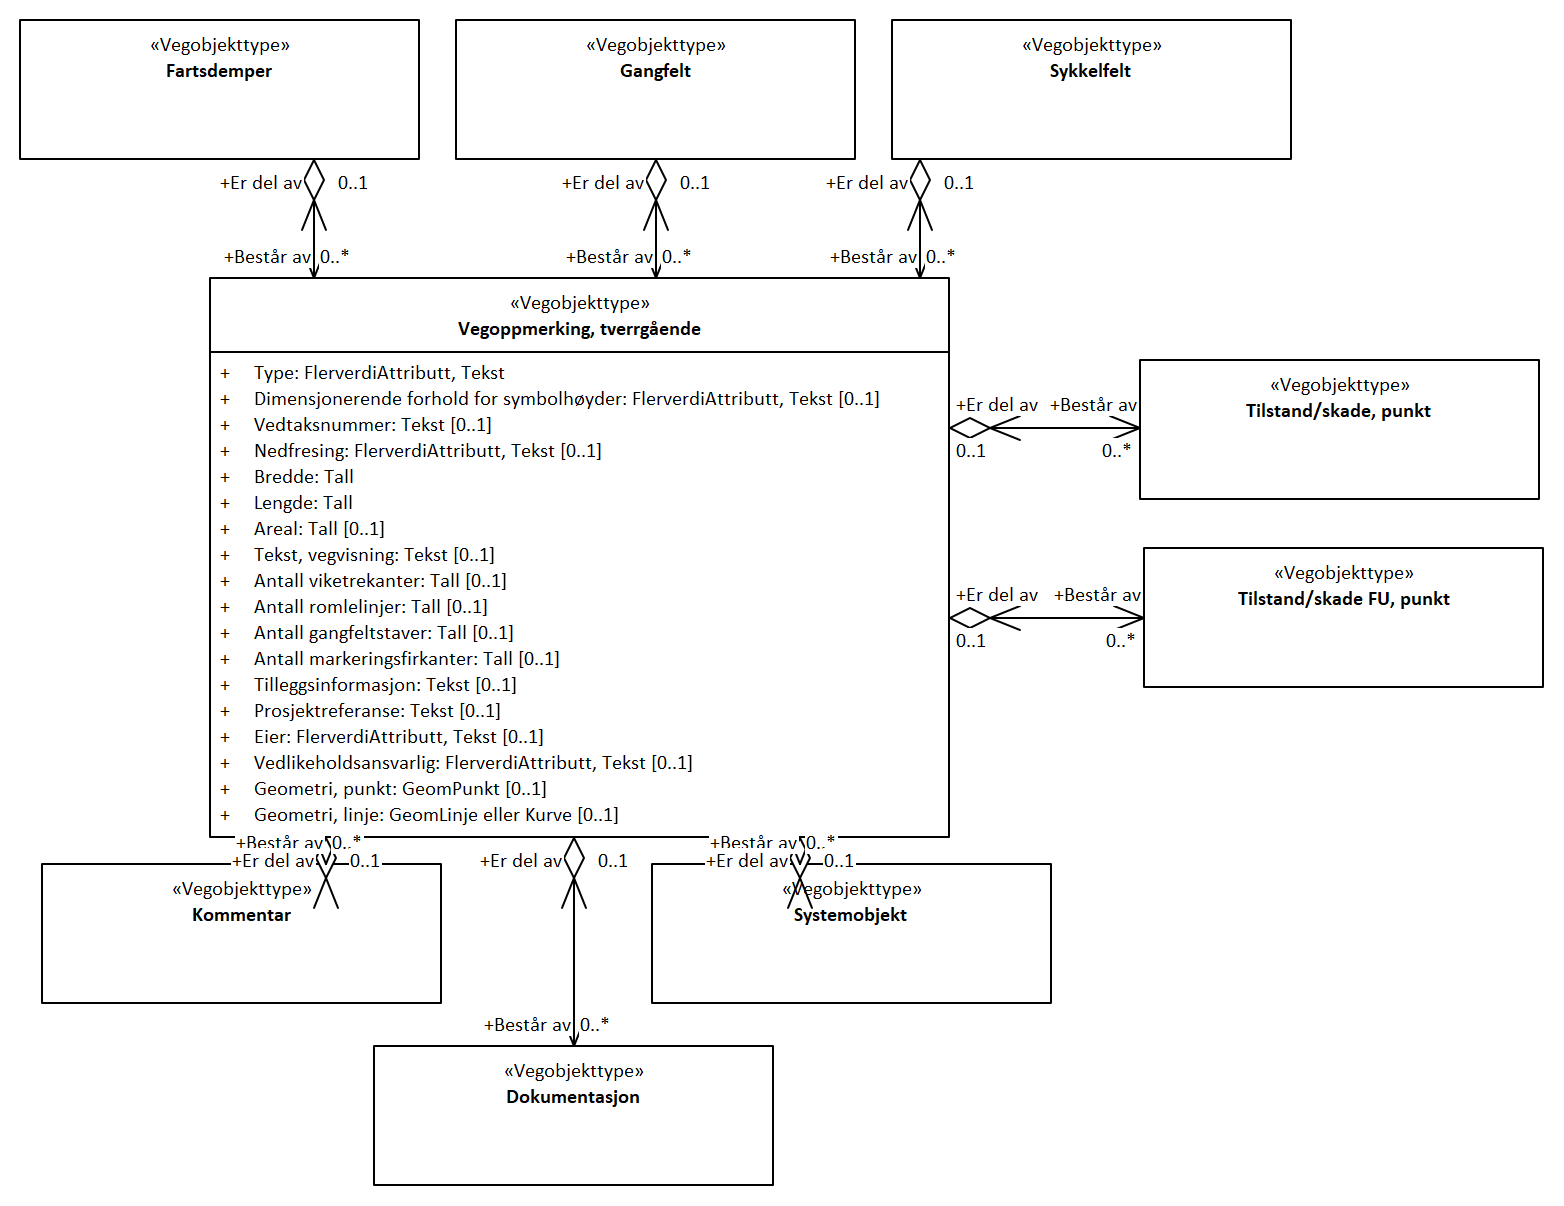 «Vegobjekttype»
Fartsdemper
«Vegobjekttype»
Gangfelt
«Vegobjekttype»
Sykkelfelt
+Er del av 0..1
+Er del av 0..1
+Er del av 0..1
+Består av 0..*
+Består av 0..*
+Består av 0..*
«Vegobjekttype»
Vegoppmerking, tverrgående
+ Type: FlerverdiAttributt, Tekst
+ Dimensjonerende forhold for symbolhøyder: FlerverdiAttributt, Tekst [0..1]
+ Vedtaksnummer: Tekst [0..1]
+ Nedfresing: FlerverdiAttributt, Tekst [0..1]
+ Bredde: Tall
+ Lengde: Tall
+ Areal: Tall [0..1]
+ Tekst, vegvisning: Tekst [0..1]
+ Antall viketrekanter: Tall [0..1]
+ Antall romlelinjer: Tall [0..1]
+ Antall gangfeltstaver: Tall [0..1]
+ Antall markeringsfirkanter: Tall [0..1]
+ Tilleggsinformasjon: Tekst [0..1]
+ Prosjektreferanse: Tekst [0..1]
+ Eier: FlerverdiAttributt, Tekst [0..1]
+ Vedlikeholdsansvarlig: FlerverdiAttributt, Tekst [0..1]
+ Geometri, punkt: GeomPunkt [0..1]
+ Geometri, linje: GeomLinje eller Kurve [0..1]
+Er del av +Består av
0..1 0..*
«Vegobjekttype»
Tilstand/skade, punkt
+Er del av +Består av
0..1 0..*
«Vegobjekttype»
Tilstand/skade FU, punkt
+Består av 0..*
+Er del av 0..1
«Vegobjekttype»
Kommentar
+Er del av 0..1
+Består av 0..*
+Er del av 0..1
«Vegobjekttype»
Systemobjekt
+Består av 0..*
«Vegobjekttype»
Dokumentasjon